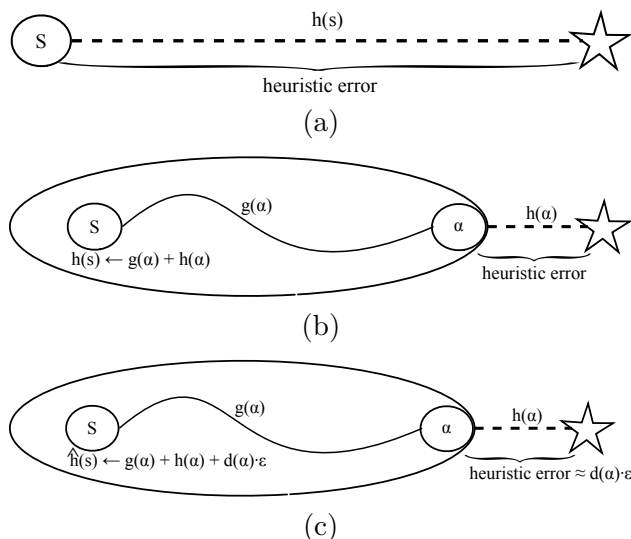 h(s)
S
heuristic error
(a)
g(α)
S
α
h(α)
h(s) ← g(α) + h(α)
heuristic error
(b)
g(α)
S
α
h(α)
ĥ(s) ← g(α) + h(α) + d(α)·ε
heuristic error ≈ d(α)·ε
(c)